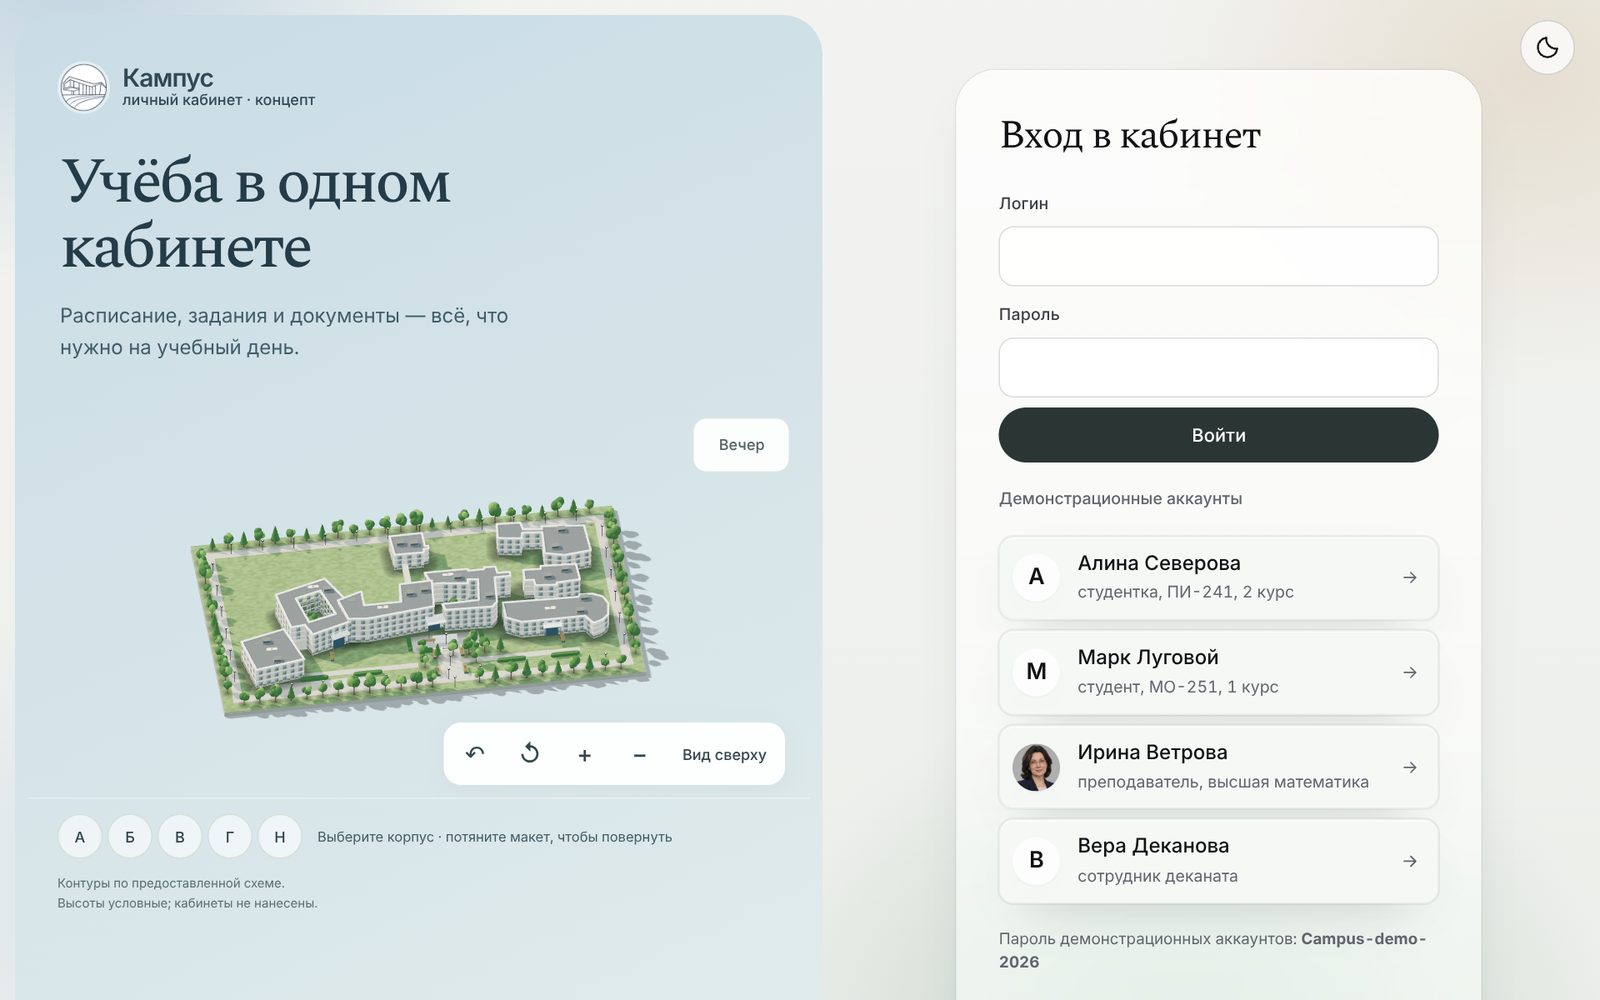 Кампус
личный кабинет · концепт
Учёба в одном
кабинете
Расписание, задания и документы — всё, что
нужно на учебный день.
Вечер
Вид сверху
А Б В Г Н
Выберите корпус · потяните макет, чтобы повернуть
Контуры по предоставленной схеме.
Высоты условные; кабинеты не нанесены.
Вход в кабинет
Логин
Пароль
Войти
Демонстрационные аккаунты
А
Алина Северова
студентка, ПИ-241, 2 курс
М
Марк Луговой
студент, МО-251, 1 курс
Ирина Ветрова
преподаватель, высшая математика
В
Вера Деканова
сотрудник деканата
Пароль демонстрационных аккаунтов: Campus-demo-
2026